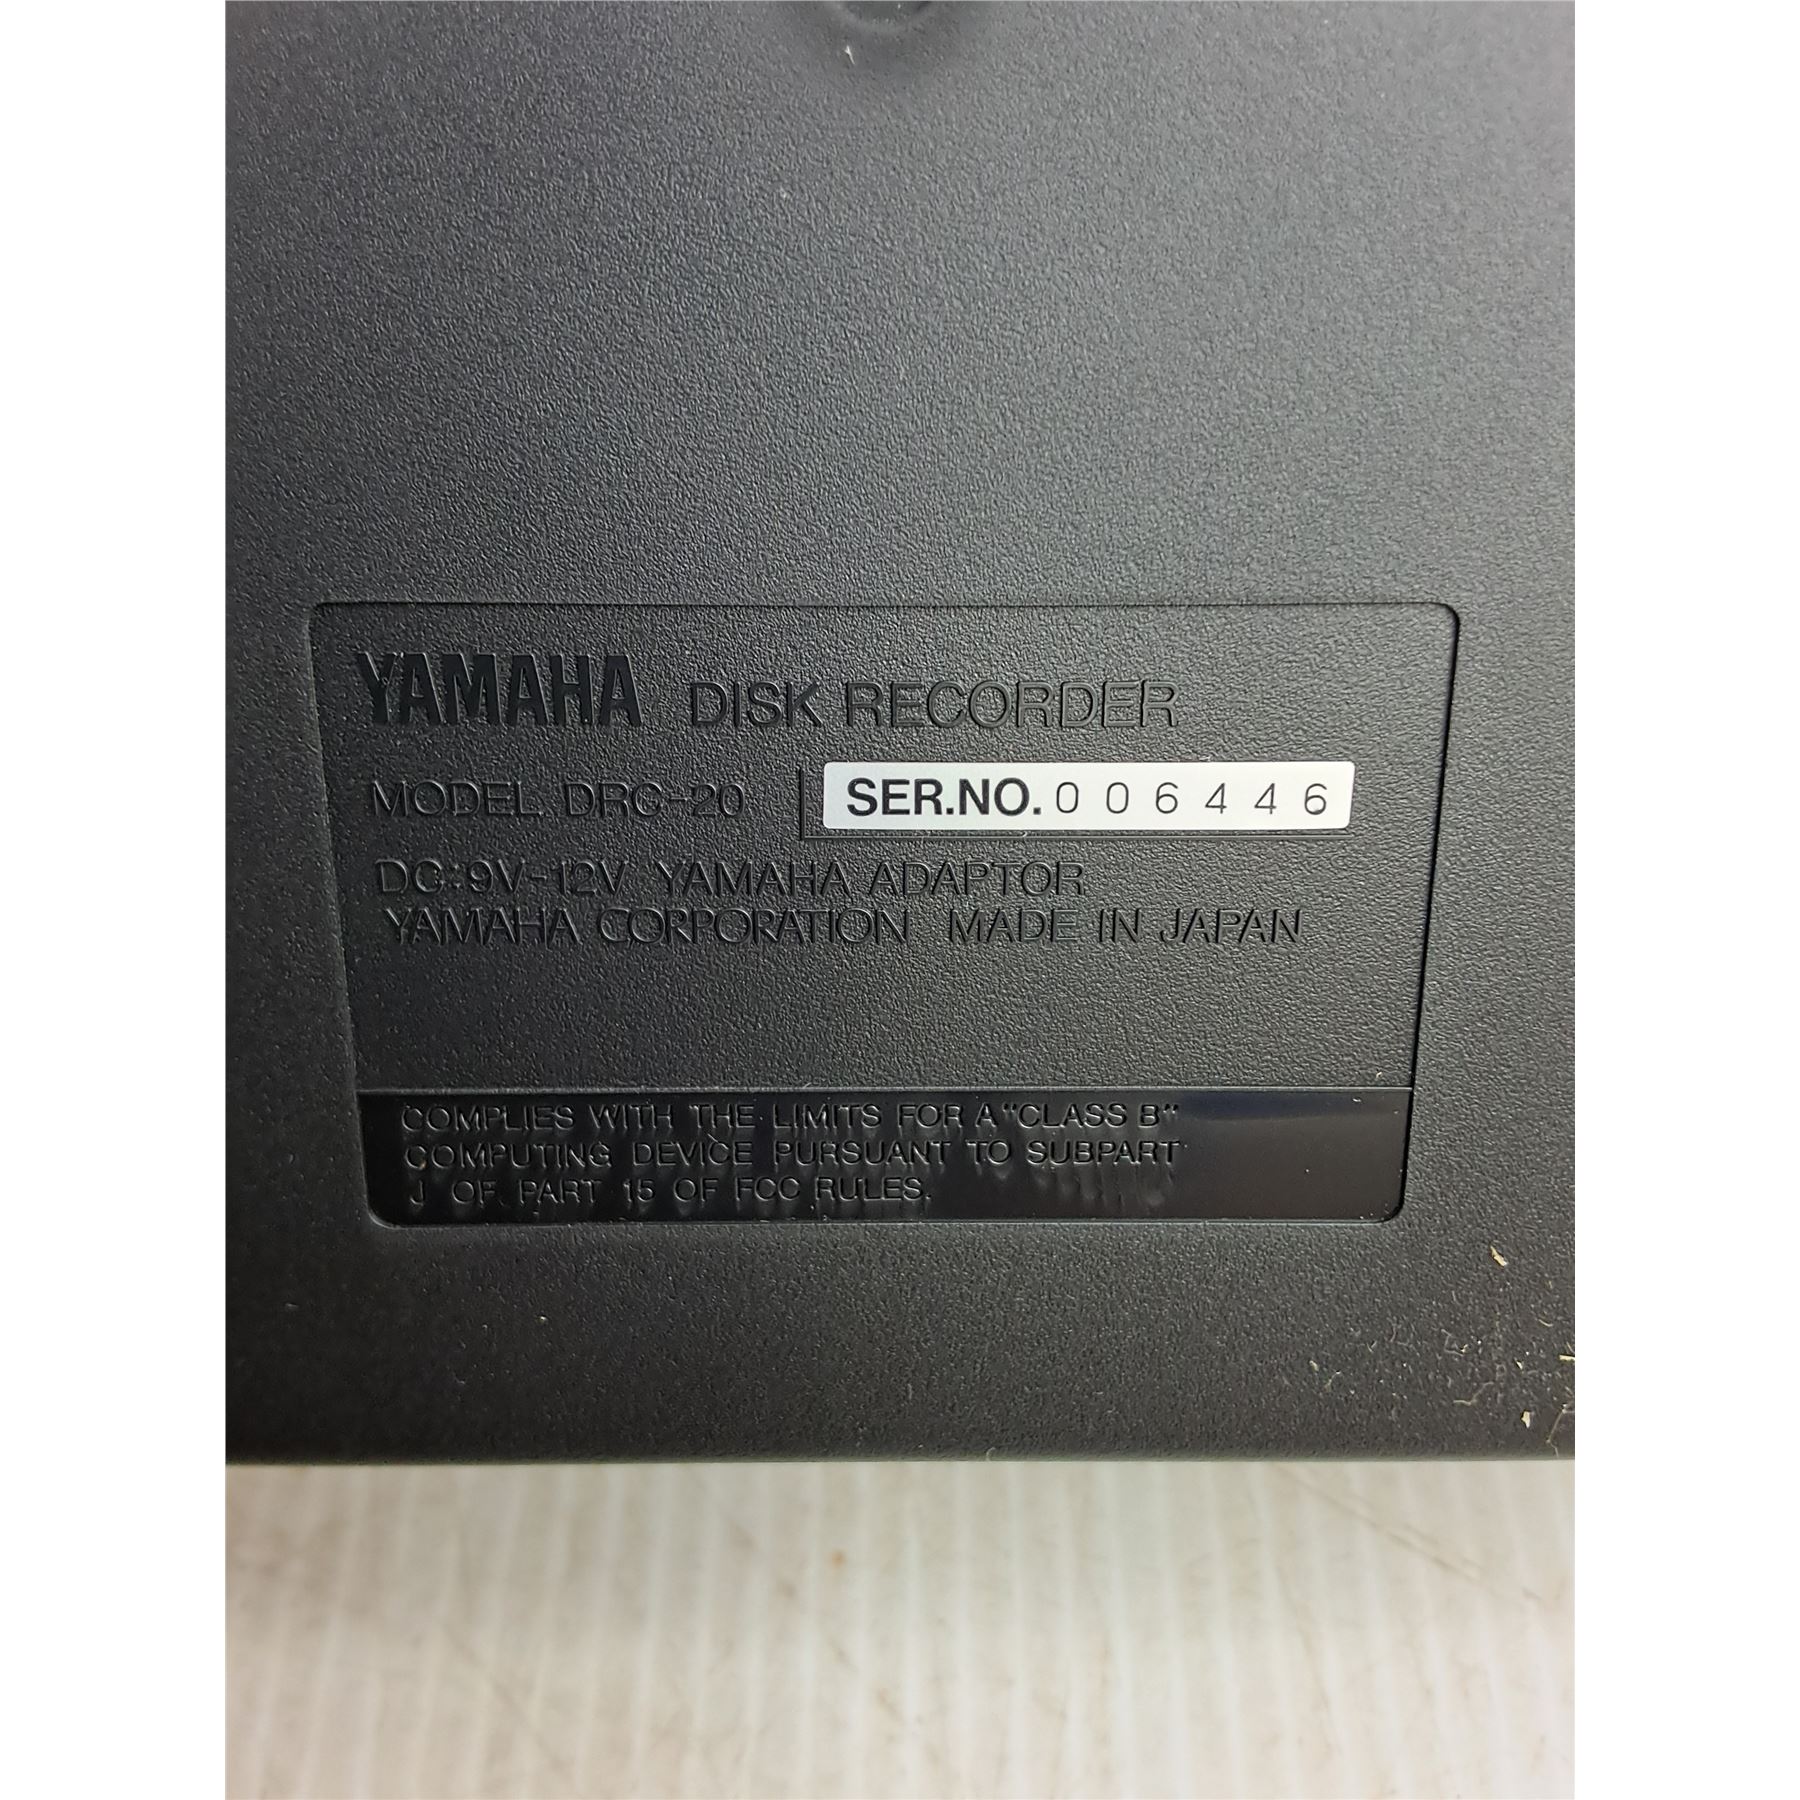 YAMAHA DISK RECORDER
MODEL DRC-20 SER.NO. 006446
DC:9V-12V YAMAHA ADAPTOR
YAMAHA CORPORATION MADE IN JAPAN
COMPLIES WITH THE LIMITS FOR A "CLASS B"
COMPUTING DEVICE PURSUANT TO SUBPART
J OF PART 15 OF FCC RULES.